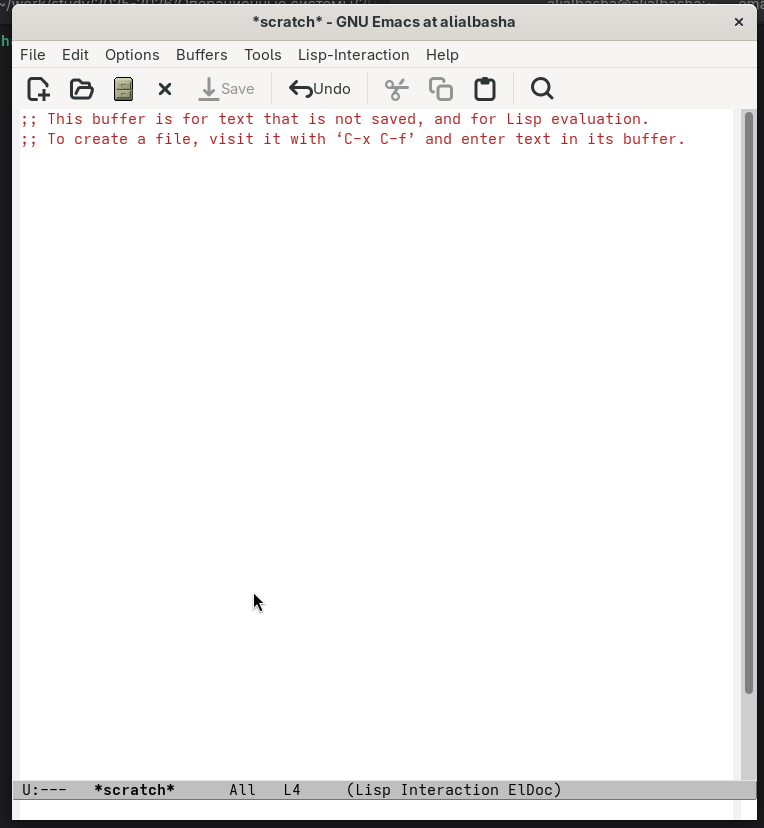 *scratch* - GNU Emacs at alialbasha
File Edit Options Buffers Tools Lisp-Interaction Help
Save Undo
;; This buffer is for text that is not saved, and for Lisp evaluation.
;; To create a file, visit it with ‘C-x C-f’ and enter text in its buffer.
U:--- *scratch* All L4 (Lisp Interaction ElDoc)